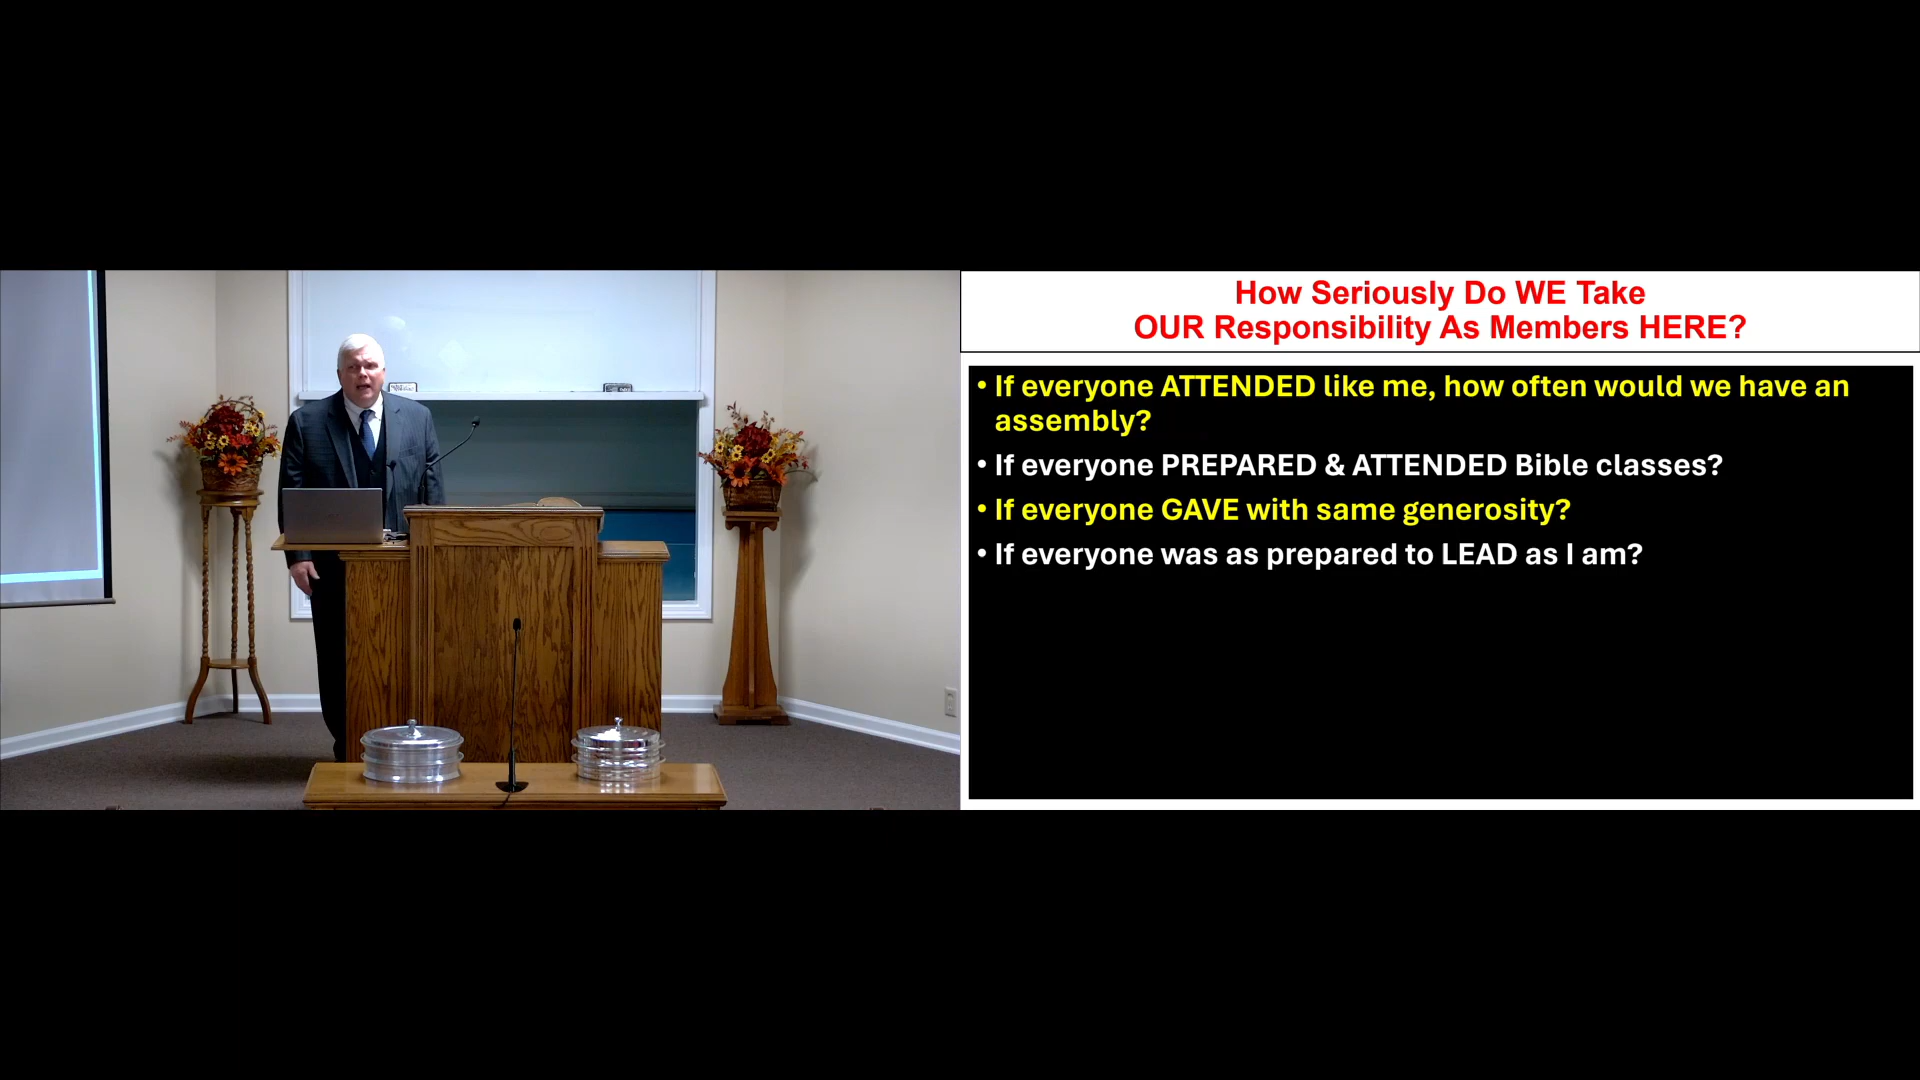 How Seriously Do WE Take
OUR Responsibility As Members HERE?
• If everyone ATTENDED like me, how often would we have an
assembly?
• If everyone PREPARED & ATTENDED Bible classes?
• If everyone GAVE with same generosity?
• If everyone was as prepared to LEAD as I am?